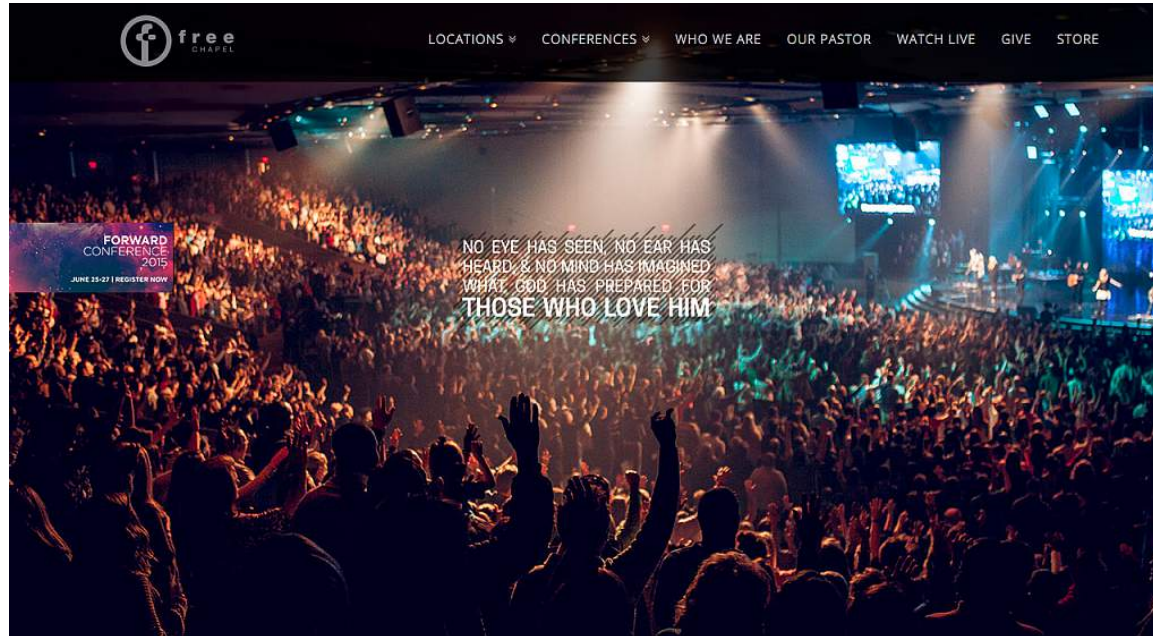 free
CHAPEL
LOCATIONS
CONFERENCES
WHO WE ARE
OUR PASTOR
WATCH LIVE
GIVE
STORE
FORWARD
CONFERENCE
2015
JUNE 25-27 | REGISTER NOW
NO EYE HAS SEEN, NO EAR HAS
HEARD, & NO MIND HAS IMAGINED
WHAT GOD HAS PREPARED FOR
THOSE WHO LOVE HIM